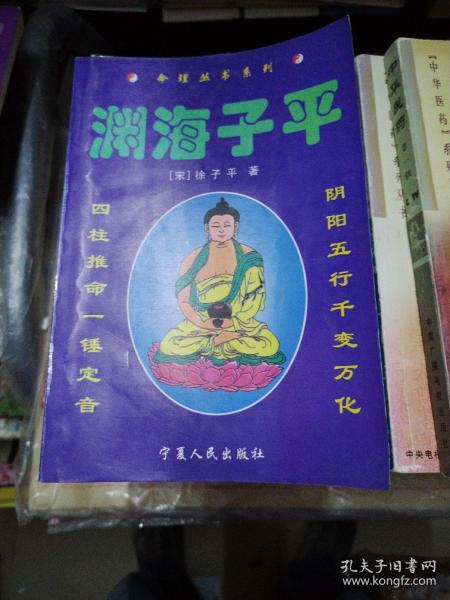 命理丛书系列
渊海子平
[宋]徐子平 著
阴阳五行千变万化
四柱推命一锤定音
宁夏人民出版社
【中华医药】
中央电
孔夫子旧书网
www.kongfz.com